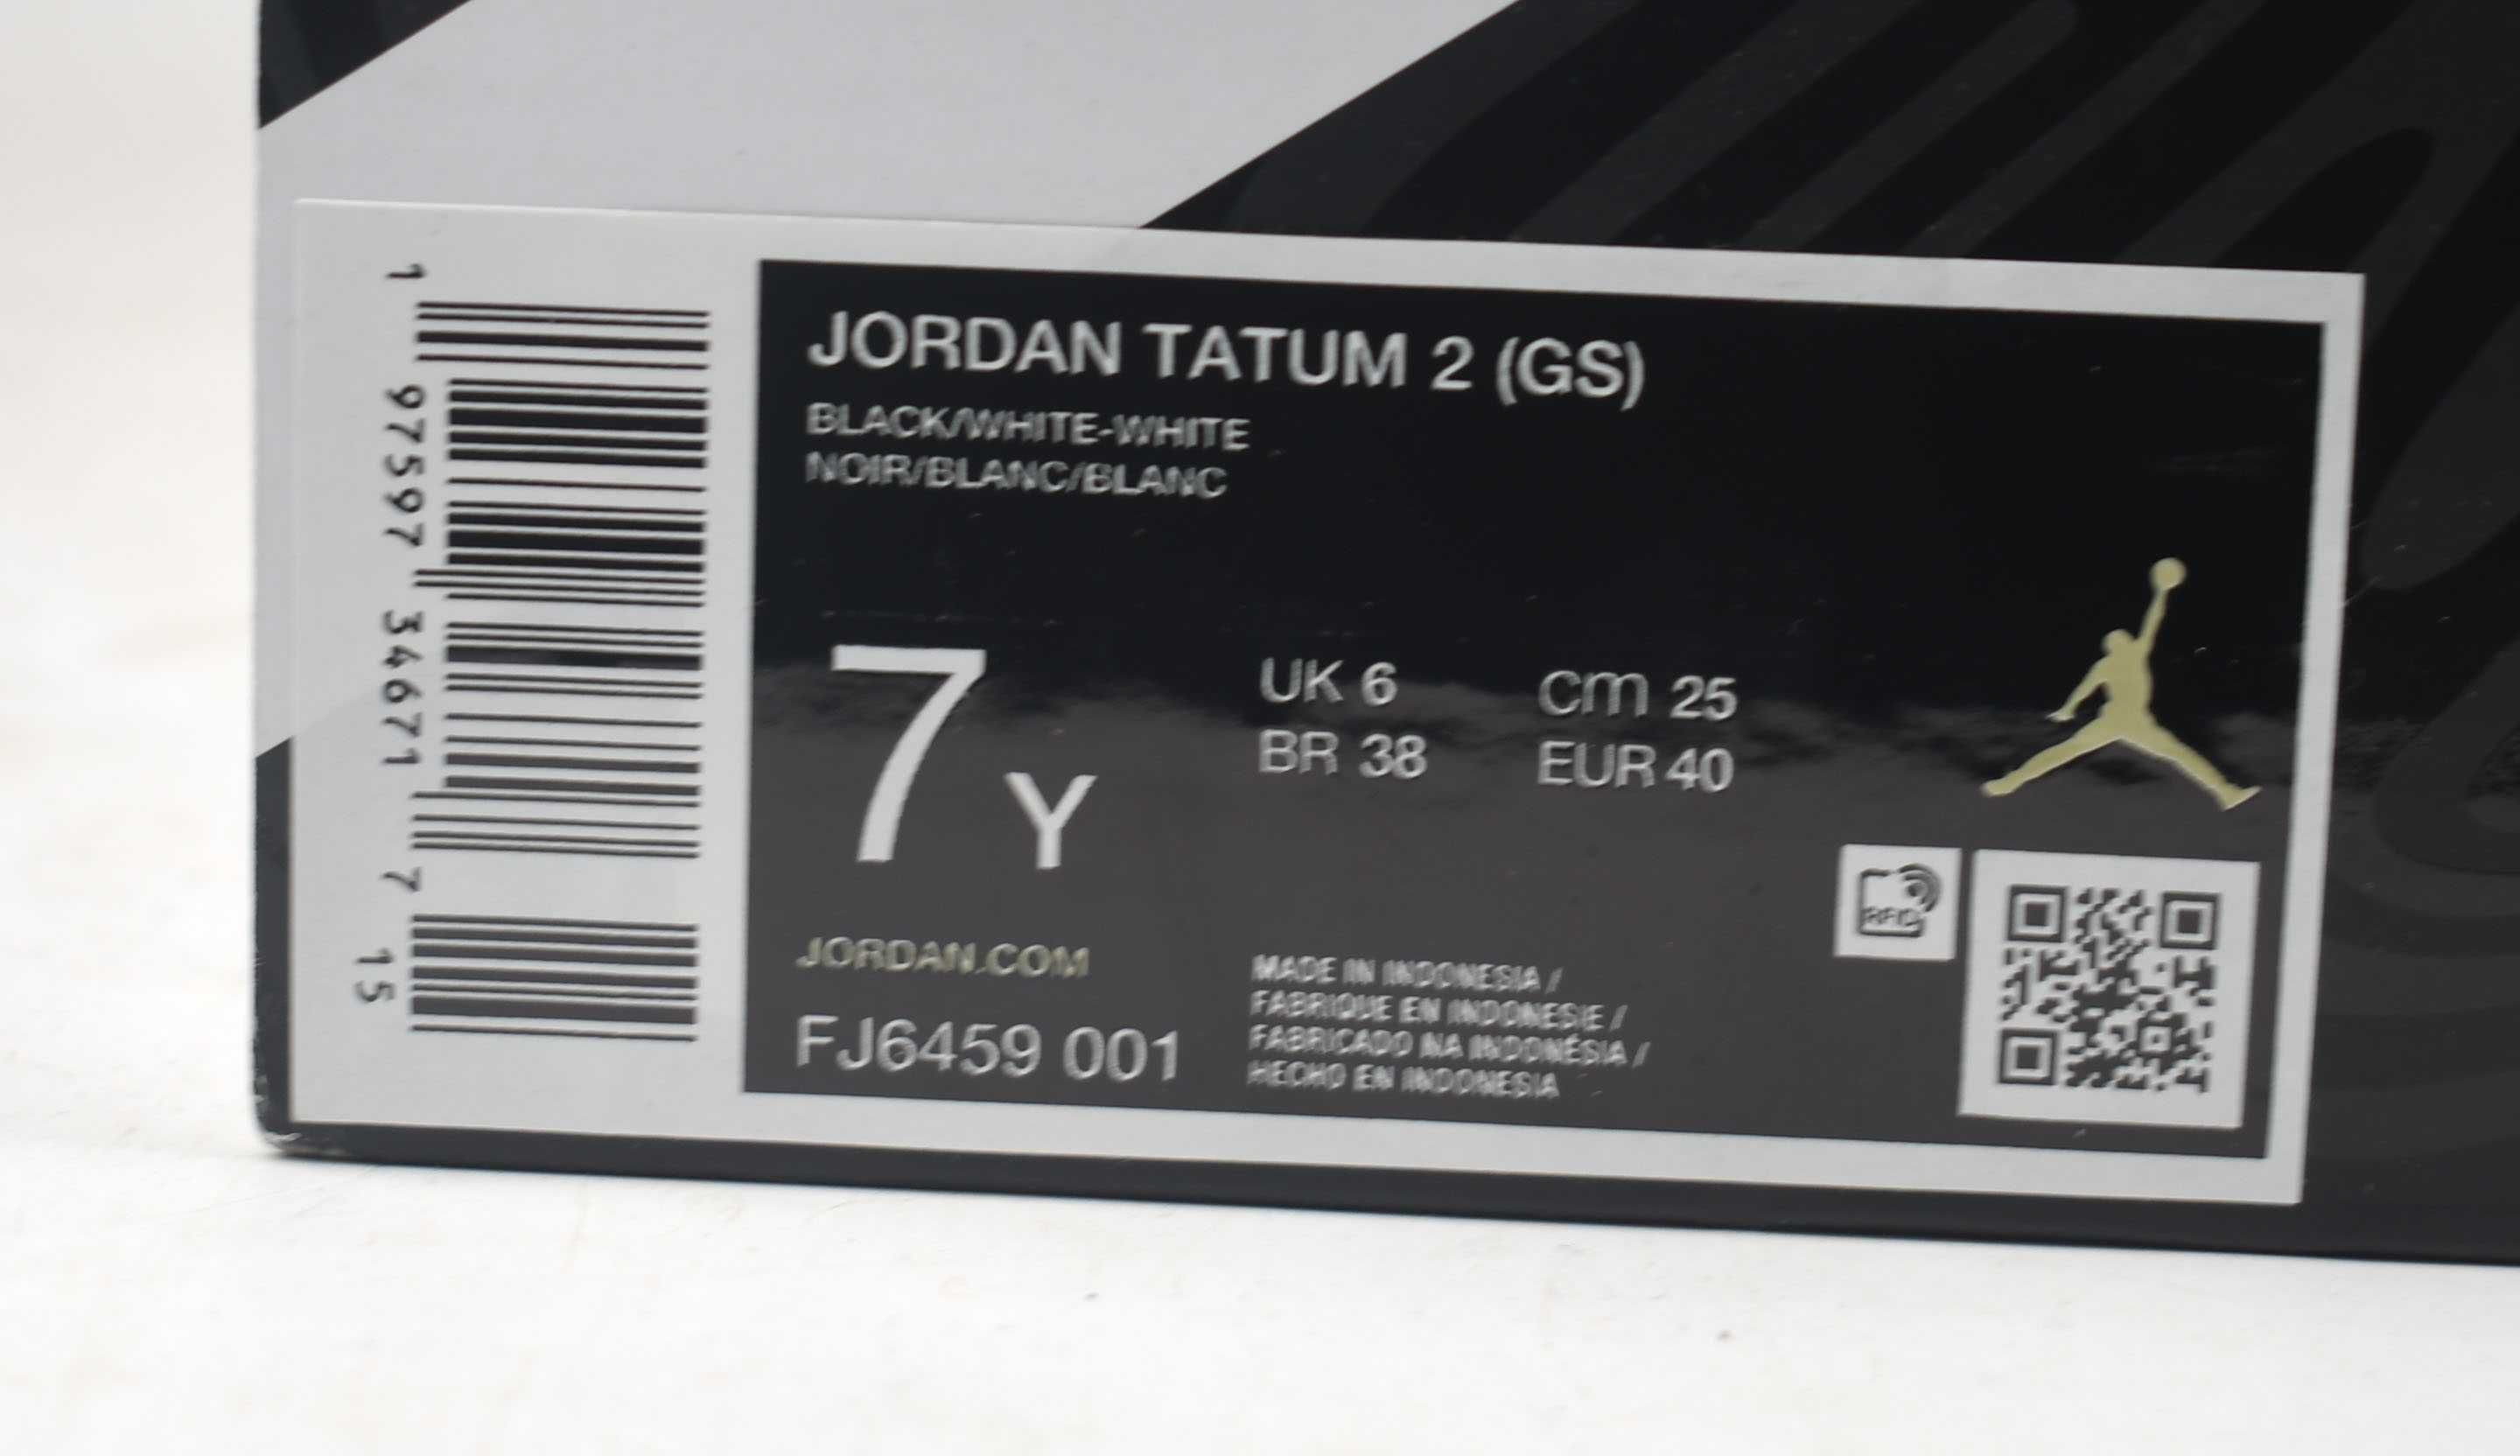 JORDAN TATUM 2 (GS)
BLACK/WHITE-WHITE
NOIR/BLANC/BLANC
7 Y
UK 6
CM 25
BR 38
EUR 40
JORDAN.COM
FJ6459 001
MADE IN INDONESIA /
FABRIQUE EN INDONESIE /
FABRICADO NA INDONÉSIA /
HECHO EN INDONESIA
RFID
1 97597 34671 7
15